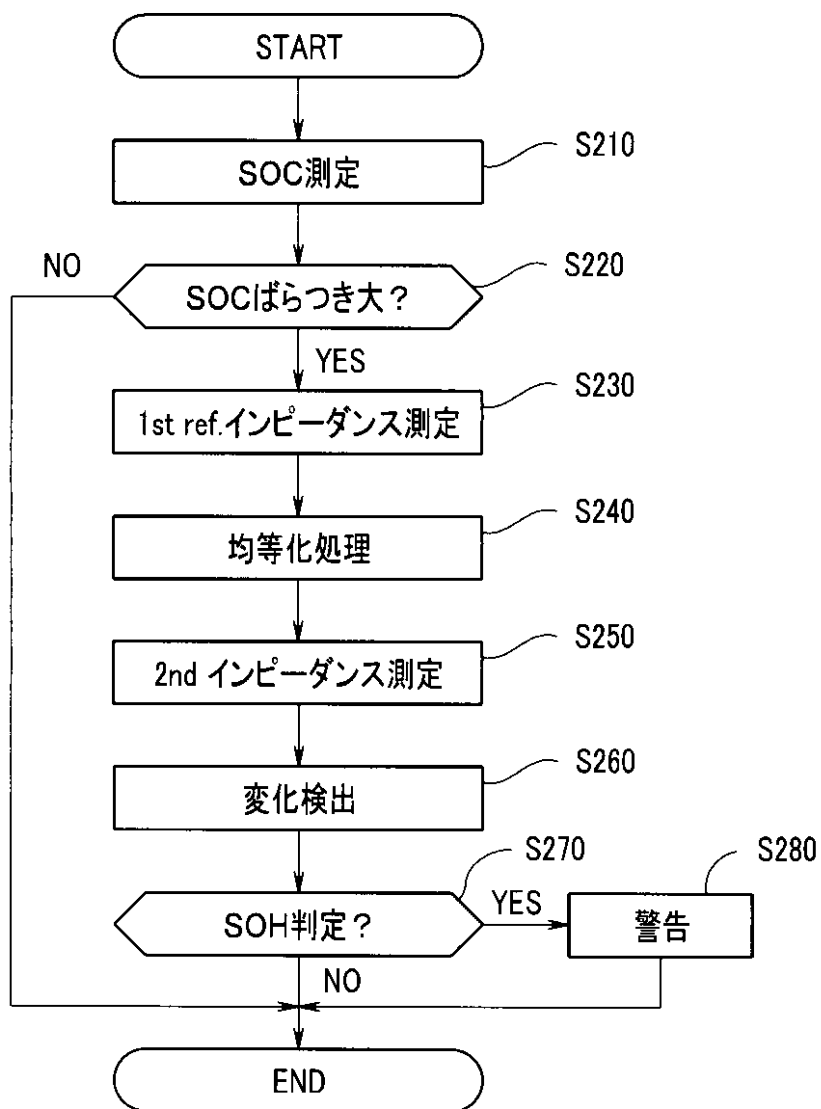 START
SOC測定
S210
NO
SOCばらつき大？
S220
YES
1st ref.インピーダンス測定
S230
均等化処理
S240
2nd インピーダンス測定
S250
変化検出
S260
SOH判定？
S270
YES
警告
S280
NO
END